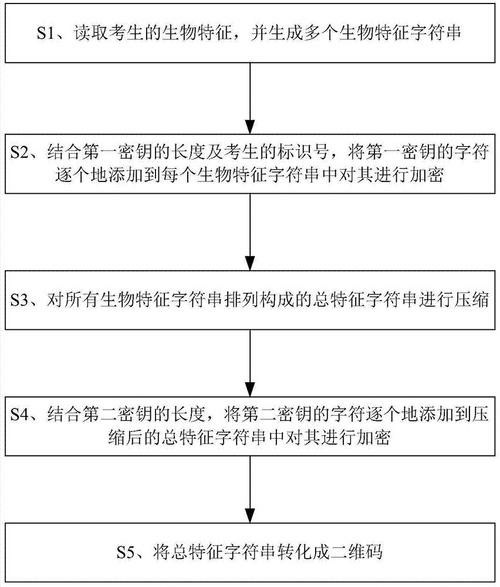 S1、读取考生的生物特征，并生成多个生物特征字符串
S2、结合第一密钥的长度及考生的标识号，将第一密钥的字符
逐个地添加到每个生物特征字符串中对其进行加密
S3、对所有生物特征字符串排列构成的总特征字符串进行压缩
S4、结合第二密钥的长度，将第二密钥的字符逐个地添加到压
缩后的总特征字符串中对其进行加密
S5、将总特征字符串转化成二维码